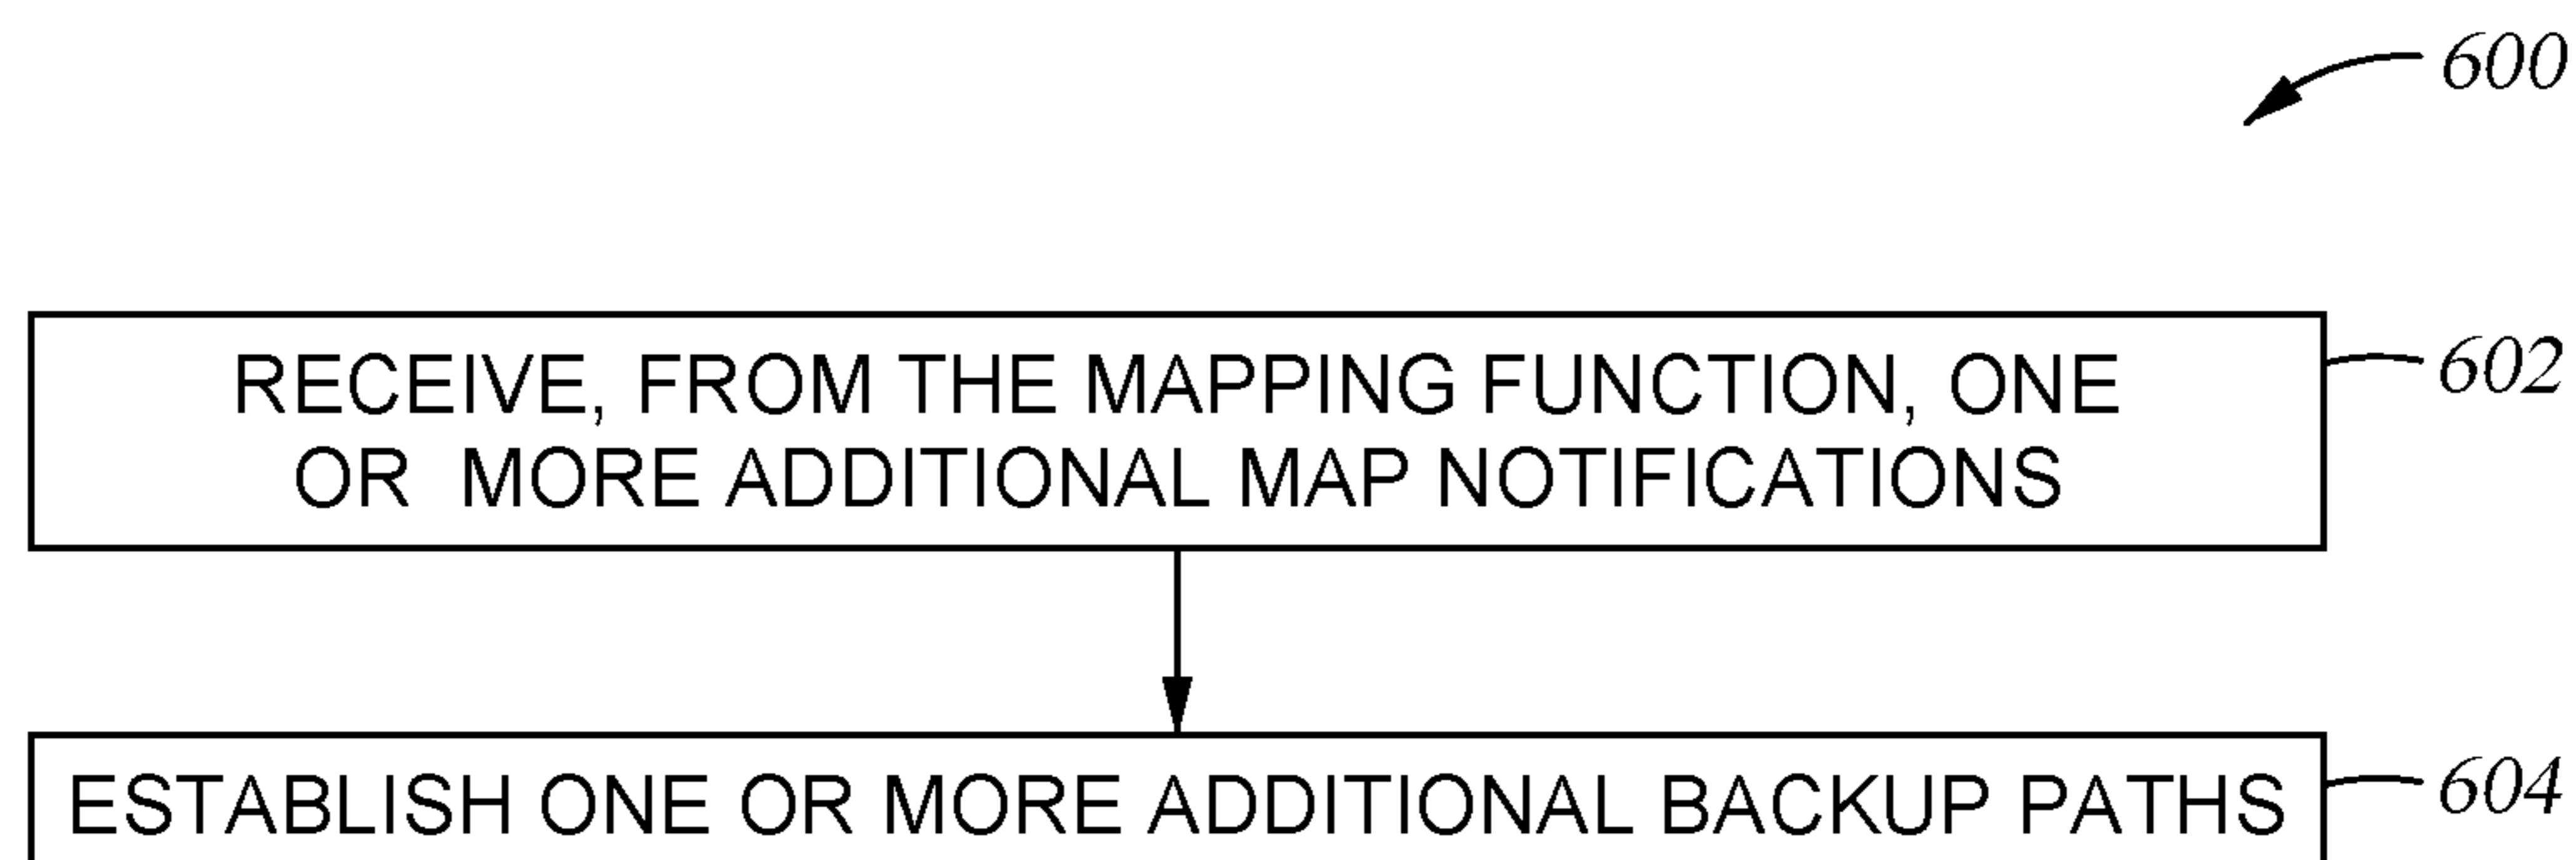 600
RECEIVE, FROM THE MAPPING FUNCTION, ONE
OR MORE ADDITIONAL MAP NOTIFICATIONS
602
ESTABLISH ONE OR MORE ADDITIONAL BACKUP PATHS
604